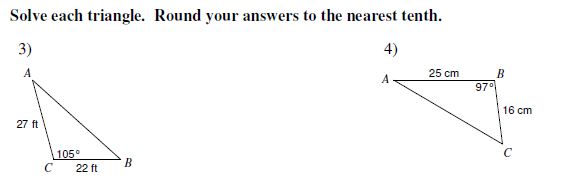 Solve each triangle.  Round your answers to the nearest tenth.
3)
A
27 ft
105°
C
22 ft
B
4)
A
25 cm
B
97°
16 cm
C